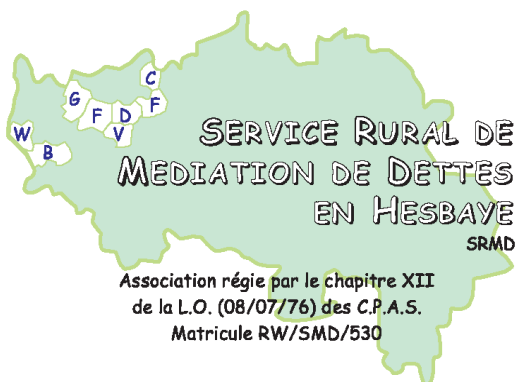 C
G
F
D
F
W
V
B
SERVICE RURAL DE
MEDIATION DE DETTES
EN HESBAYE
SRMD
Association régie par le chapitre XII
de la L.O. (08/07/76) des C.P.A.S.
Matricule RW/SMD/530